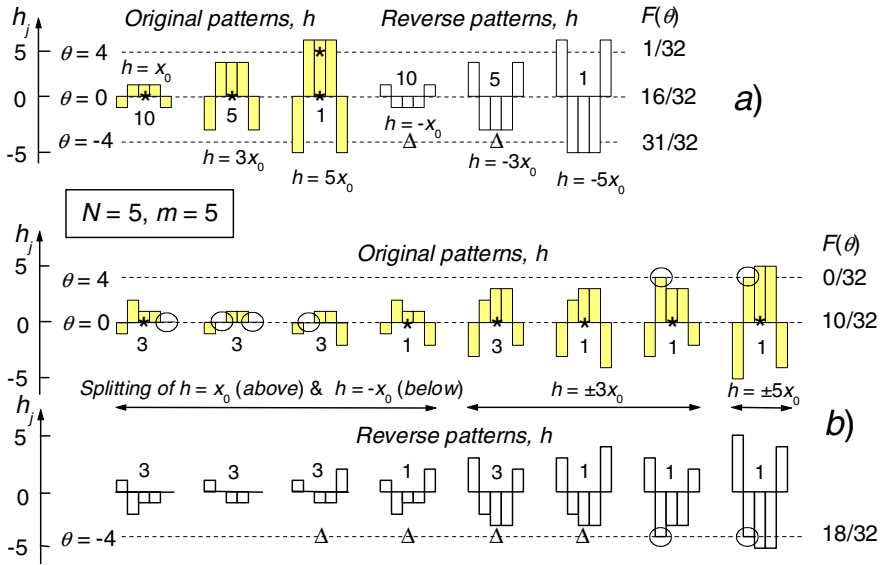 h_j Original patterns, h Reverse patterns, h F(θ)
5 θ = 4 * 1/32
h = x_0 10 5 1
0 θ = 0 * * * 16/32 a)
10 5 1 h = -x_0
θ = -4 Δ Δ 31/32
-5 h = 3x_0 h = -3x_0
h = 5x_0 h = -5x_0
N = 5, m = 5
h_j Original patterns, h F(θ)
5 θ = 4 0/32
0 θ = 0 * * * * * * 10/32
3 3 3 1 3 1 1 1
-5 Splitting of h = x_0 (above) & h = -x_0 (below) h = ±3x_0 h = ±5x_0
h_j Reverse patterns, h b)
5 3 3 3 1 3 1 1 1
0
θ = -4 Δ Δ Δ Δ 18/32
-5